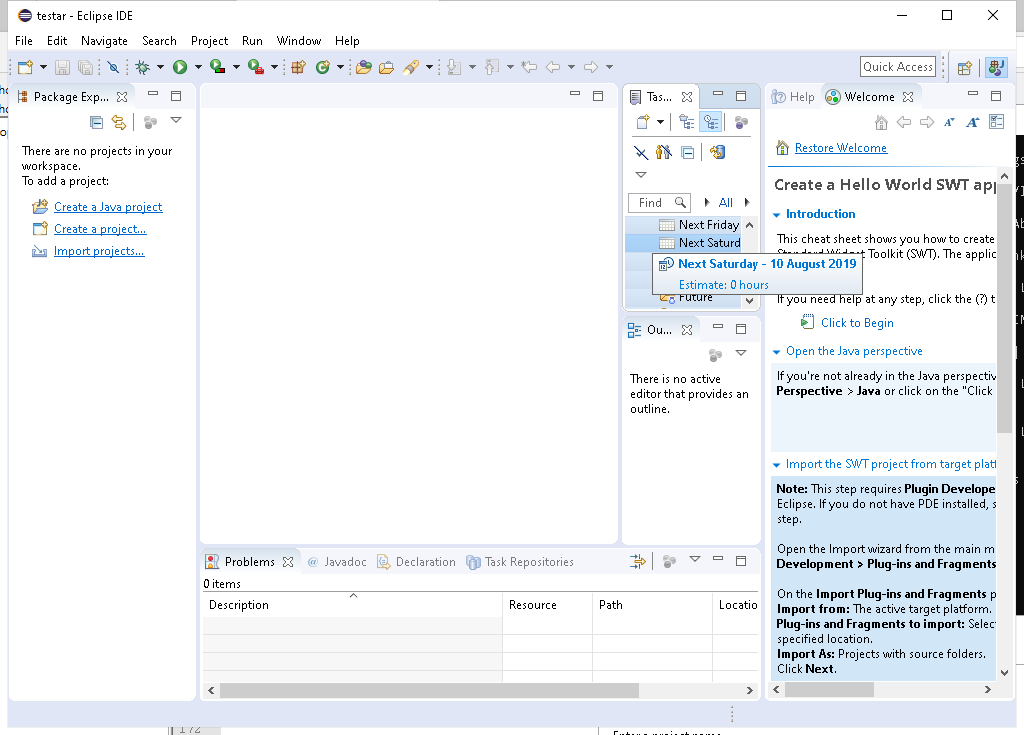 testar - Eclipse IDE
File Edit Navigate Search Project Run Window Help
Quick Access
Package Exp...
There are no projects in your
workspace.
To add a project:
Create a Java project
Create a project...
Import projects...
Tas...
Find
All
Next Friday
Next Saturd
Next Saturday - 10 August 2019
Estimate: 0 hours
Future
Ou...
There is no active
editor that provides an
outline.
Help Welcome
Restore Welcome
Create a Hello World SWT app
Introduction
This cheat sheet shows you how to create
Standard Widget Toolkit (SWT). The applic
If you need help at any step, click the (?) t
Click to Begin
Open the Java perspective
If you're not already in the Java perspectiv
Perspective > Java or click on the "Click
Import the SWT project from target platf
Note: This step requires Plugin Develope
Eclipse. If you do not have PDE installed, s
step.
Open the Import wizard from the main m
Development > Plug-ins and Fragments
On the Import Plug-ins and Fragments p
Import from: The active target platform.
Plug-ins and Fragments to import: Selec
specified location.
Import As: Projects with source folders.
Click Next.
Problems @ Javadoc Declaration Task Repositories
0 items
Description Resource Path Locatio
172
Enter a project name